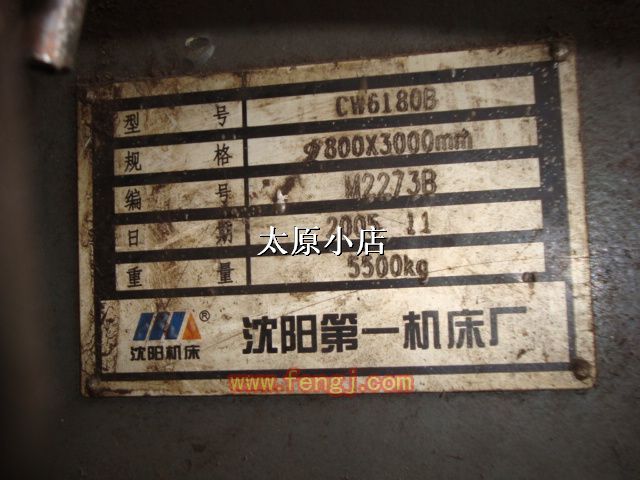 型号 CW6180B
规格 φ800X3000mm
编号 M2273B
日期 2005 11
太原小店
重量 5500kg
沈阳机床 ® 沈阳第一机床厂
www.fengj.com